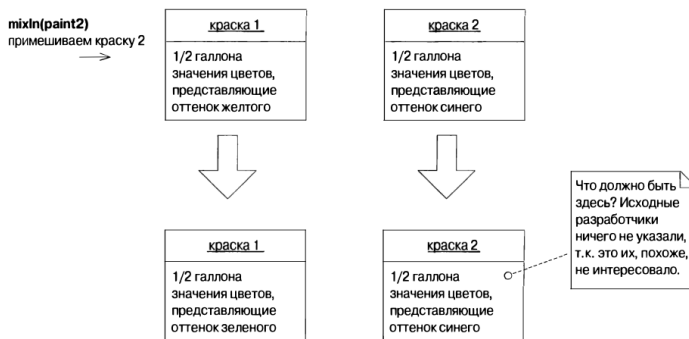 mixIn(paint2)
примешиваем краску 2
краска 1
1/2 галлона
значения цветов,
представляющие
оттенок желтого
краска 2
1/2 галлона
значения цветов,
представляющие
оттенок синего
краска 1
1/2 галлона
значения цветов,
представляющие
оттенок зеленого
краска 2
1/2 галлона
значения цветов,
представляющие
оттенок синего
Что должно быть
здесь? Исходные
разработчики
ничего не указали,
т.к. это их, похоже,
не интересовало.